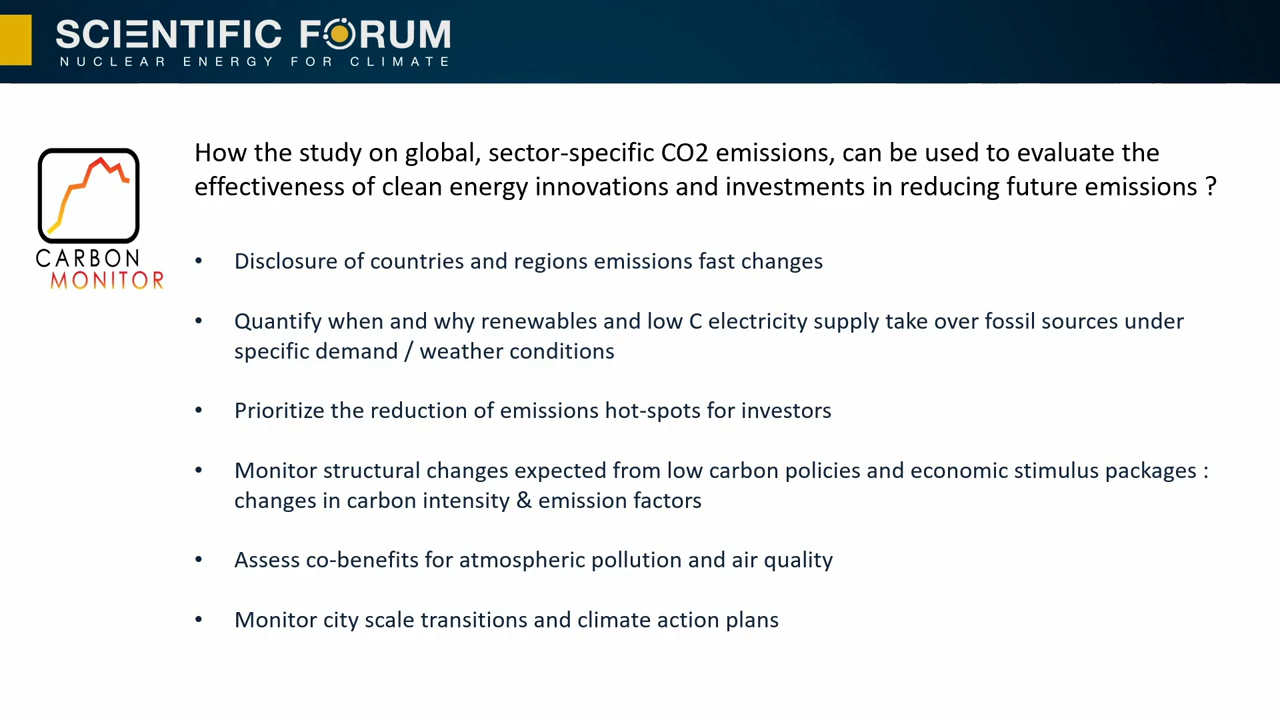 SCIENTIFIC FORUM
NUCLEAR ENERGY FOR CLIMATE
CARBON
MONITOR
How the study on global, sector-specific CO2 emissions, can be used to evaluate the
effectiveness of clean energy innovations and investments in reducing future emissions ?
• Disclosure of countries and regions emissions fast changes
• Quantify when and why renewables and low C electricity supply take over fossil sources under
specific demand / weather conditions
• Prioritize the reduction of emissions hot-spots for investors
• Monitor structural changes expected from low carbon policies and economic stimulus packages :
changes in carbon intensity & emission factors
• Assess co-benefits for atmospheric pollution and air quality
• Monitor city scale transitions and climate action plans